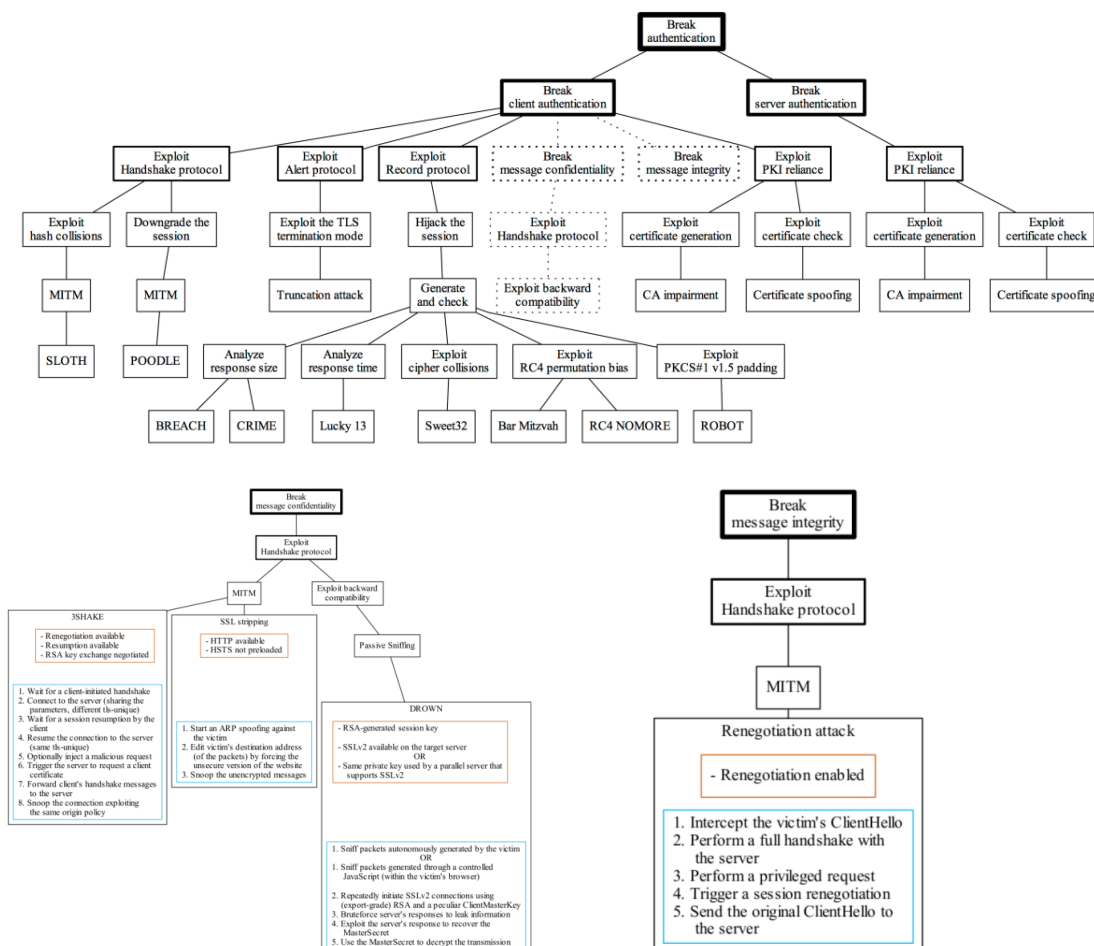 Break
authentication
Break
client authentication
Break
server authentication
Exploit
Handshake protocol
Exploit
Alert protocol
Exploit
Record protocol
Break
message confidentiality
Break
message integrity
Exploit
PKI reliance
Exploit
PKI reliance
Exploit
hash collisions
Downgrade the
session
Exploit the TLS
termination mode
Hijack the
session
Exploit
Handshake protocol
Exploit
certificate generation
Exploit
certificate check
Exploit
certificate generation
Exploit
certificate check
MITM
MITM
Truncation attack
Generate
and check
Exploit backward
compatibility
CA impairment
Certificate spoofing
CA impairment
Certificate spoofing
SLOTH
POODLE
Analyze
response size
Analyze
response time
Exploit
cipher collisions
Exploit
RC4 permutation bias
Exploit
PKCS#1 v1.5 padding
BREACH
CRIME
Lucky 13
Sweet32
Bar Mitzvah
RC4 NOMORE
ROBOT
Break
message confidentiality
Exploit
Handshake protocol
MITM
Exploit backward
compatibility
3SHAKE
- Renegotiation available
- Resumption available
- RSA key exchange negotiated
1. Wait for a client-initiated handshake
2. Connect to the server (sharing the
parameters, different tls-unique)
3. Wait for a session resumption by the
client
4. Resume the connection to the server
(same tls-unique)
5. Optionally inject a malicious request
6. Trigger the server to request a client
certificate
7. Forward client's handshake messages
to the server
8. Snoop the connection exploiting
the same origin policy
SSL stripping
- HTTP available
- HSTS not preloaded
1. Start an ARP spoofing against
the victim
2. Edit victim's destination address
(of the packets) by forcing the
unsecure version of the website
3. Snoop the unencrypted messages
Passive Sniffing
DROWN
- RSA-generated session key
- SSLv2 available on the target server
OR
- Same private key used by a parallel server that
supports SSLv2
1. Sniff packets autonomously generated by the victim
OR
1. Sniff packets generated through a controlled
JavaScript (within the victim's browser)
2. Repeatedly initiate SSLv2 connections using
(export-grade) RSA and a peculiar ClientMasterKey
3. Bruteforce server's responses to leak information
4. Exploit the server's response to recover the
MasterSecret
5. Use the MasterSecret to decrypt the transmission
Break
message integrity
Exploit
Handshake protocol
MITM
Renegotiation attack
- Renegotiation enabled
1. Intercept the victim's ClientHello
2. Perform a full handshake with
the server
3. Perform a privileged request
4. Trigger a session renegotiation
5. Send the original ClientHello to
the server